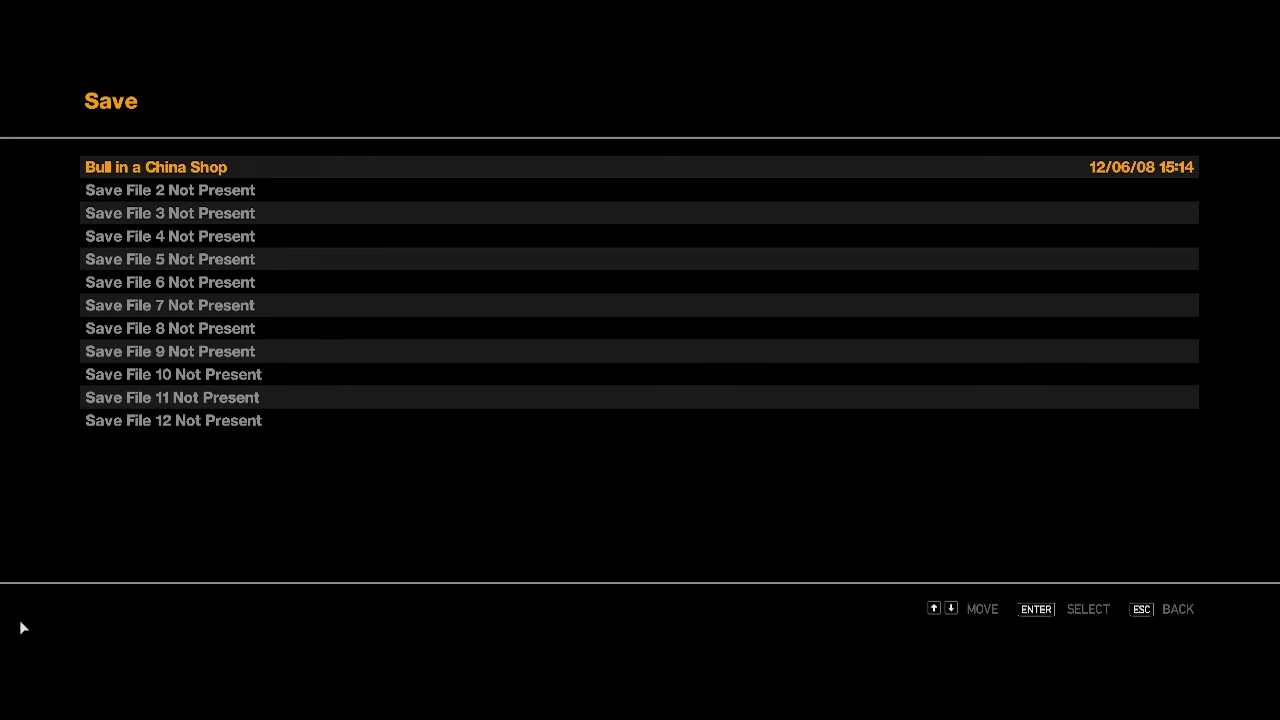 Save
Bull in a China Shop 12/06/08 15:14
Save File 2 Not Present
Save File 3 Not Present
Save File 4 Not Present
Save File 5 Not Present
Save File 6 Not Present
Save File 7 Not Present
Save File 8 Not Present
Save File 9 Not Present
Save File 10 Not Present
Save File 11 Not Present
Save File 12 Not Present
MOVE ENTER SELECT ESC BACK